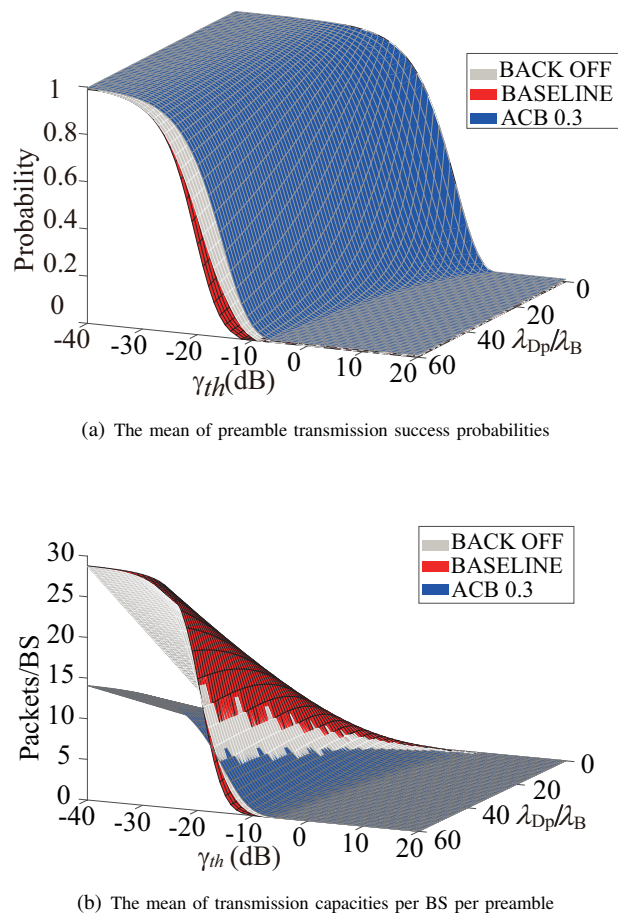 BACK OFF
BASELINE
ACB 0.3
1
0.8
0.6
0.4
0.2
0
Probability
-40
-30
-20
-10
0
10
20
γth(dB)
60
40
20
0
λDp/λB
(a) The mean of preamble transmission success probabilities
BACK OFF
BASELINE
ACB 0.3
30
25
20
15
10
5
0
Packets/BS
-40
-30
-20
-10
0
10
20
γth (dB)
60
40
20
0
λDp/λB
(b) The mean of transmission capacities per BS per preamble